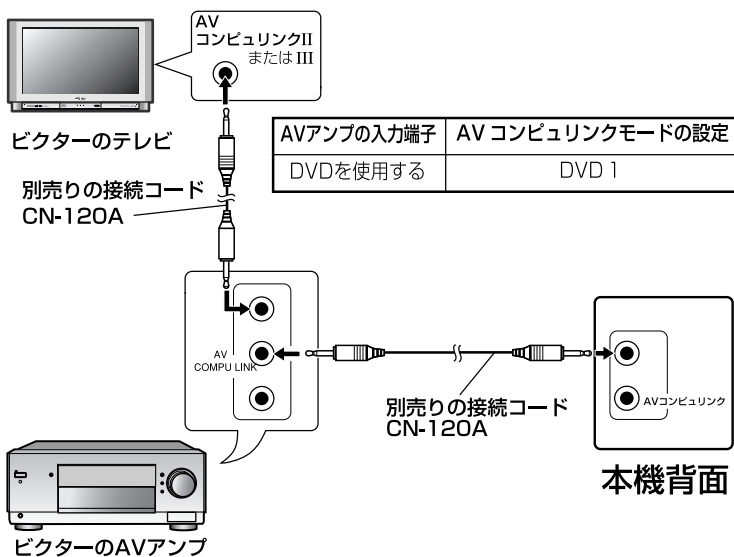 AV
コンピュリンクII
または III
ビクターのテレビ
AVアンプの入力端子 AV コンピュリンクモードの設定
DVDを使用する DVD 1
別売りの接続コード
CN-120A
AV
COMPU LINK
別売りの接続コード
CN-120A
AVコンピュリンク
本機背面
ビクターのAVアンプ